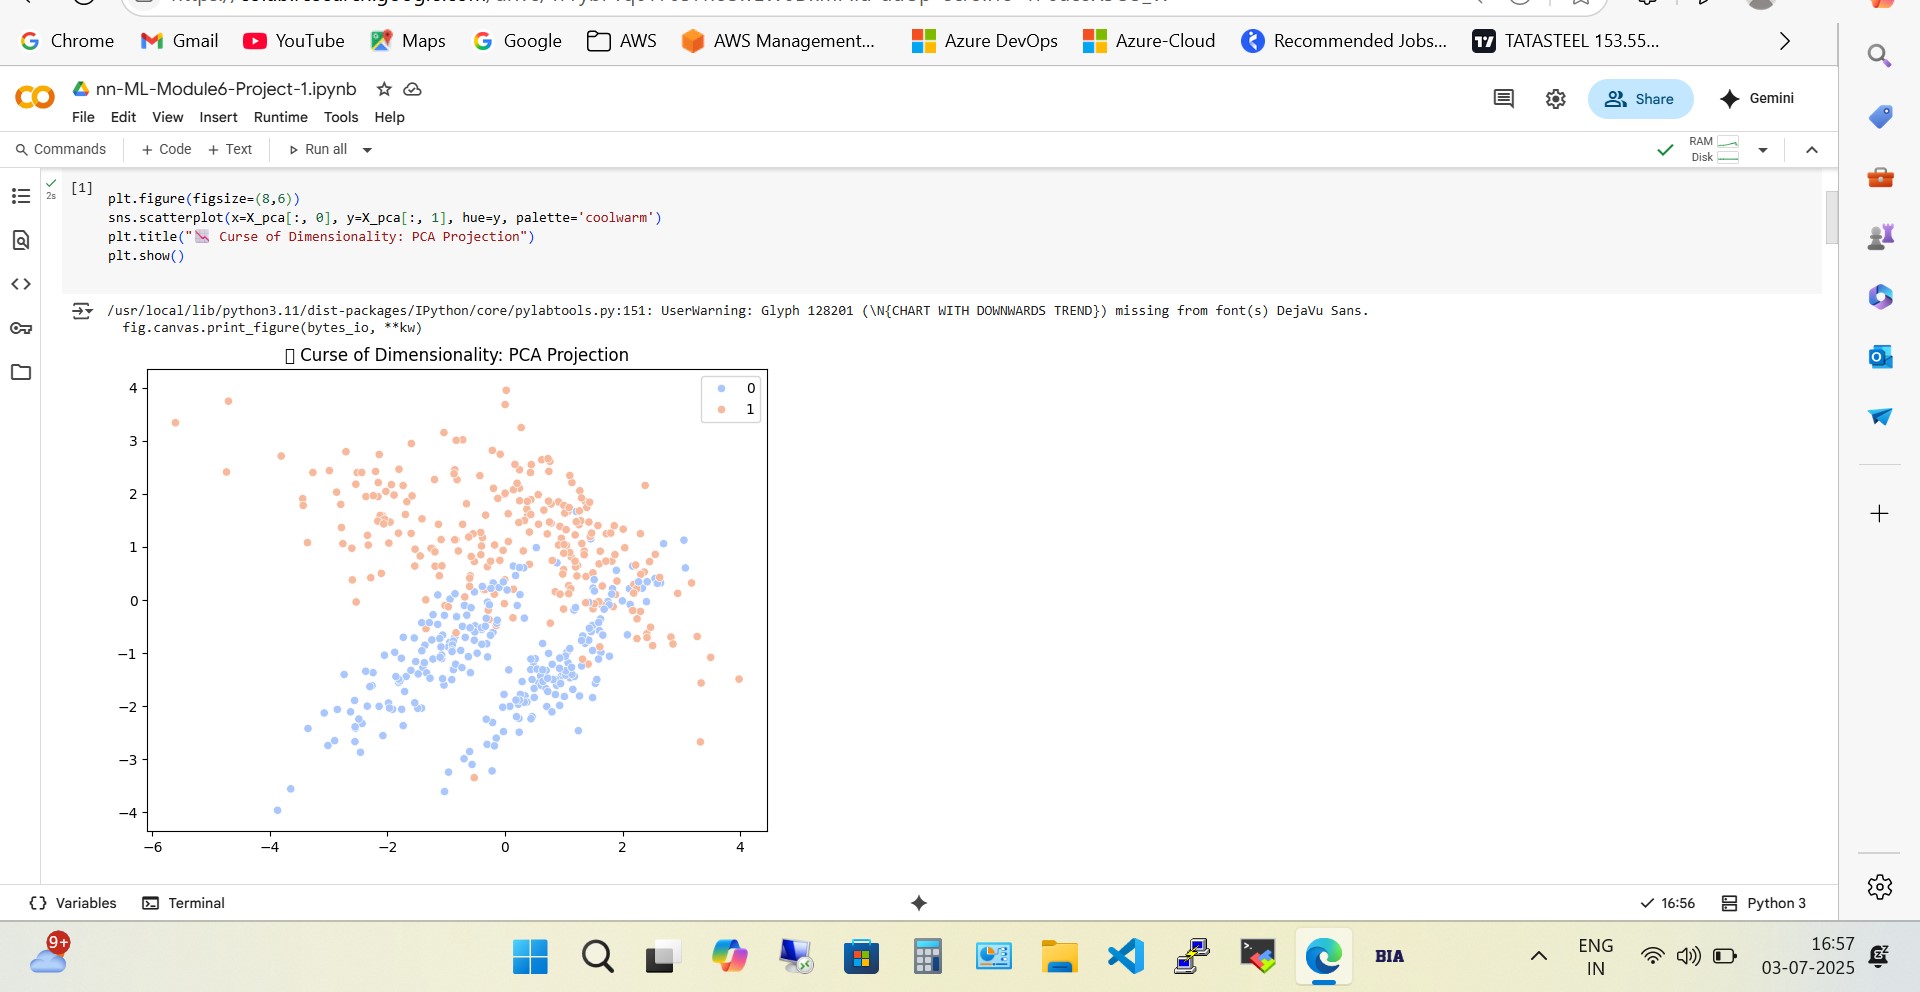 Chrome Gmail YouTube Maps Google AWS AWS Management... Azure DevOps Azure-Cloud Recommended Jobs... TATASTEEL 153.55...
nn-ML-Module6-Project-1.ipynb
Share Gemini
File Edit View Insert Runtime Tools Help
Commands + Code + Text Run all
RAM
Disk
[1]
2s
plt.figure(figsize=(8,6))
sns.scatterplot(x=X_pca[:, 0], y=X_pca[:, 1], hue=y, palette='coolwarm')
plt.title("📉 Curse of Dimensionality: PCA Projection")
plt.show()
/usr/local/lib/python3.11/dist-packages/IPython/core/pylabtools.py:151: UserWarning: Glyph 128201 (\N{CHART WITH DOWNWARDS TREND}) missing from font(s) DejaVu Sans.
fig.canvas.print_figure(bytes_io, **kw)
▯ Curse of Dimensionality: PCA Projection
0
1
4
3
2
1
0
−1
−2
−3
−4
−6 −4 −2 0 2 4
{} Variables Terminal
16:56 Python 3
9+
BIA
ENG
IN
16:57
03-07-2025